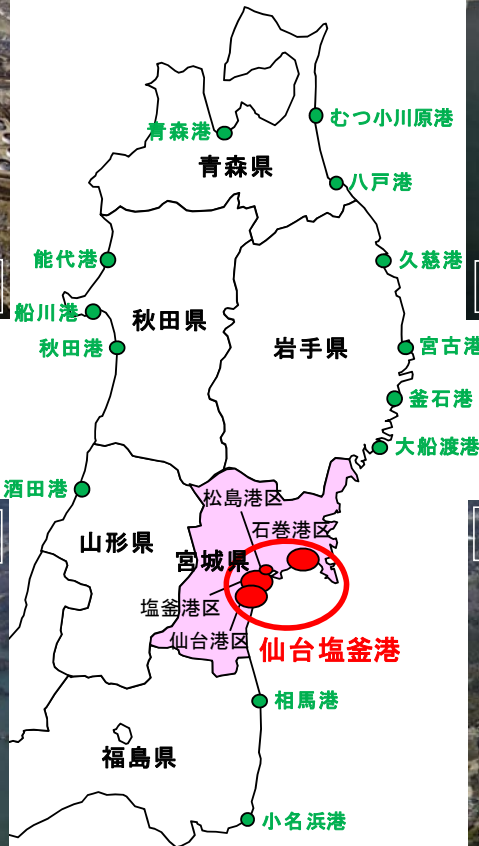 むつ小川原港
青森港
青森県
八戸港
能代港
久慈港
船川港
秋田県
秋田港
岩手県
宮古港
釜石港
大船渡港
酒田港
松島港区
石巻港区
山形県
宮城県
塩釜港区
仙台港区
仙台塩釜港
相馬港
福島県
小名浜港